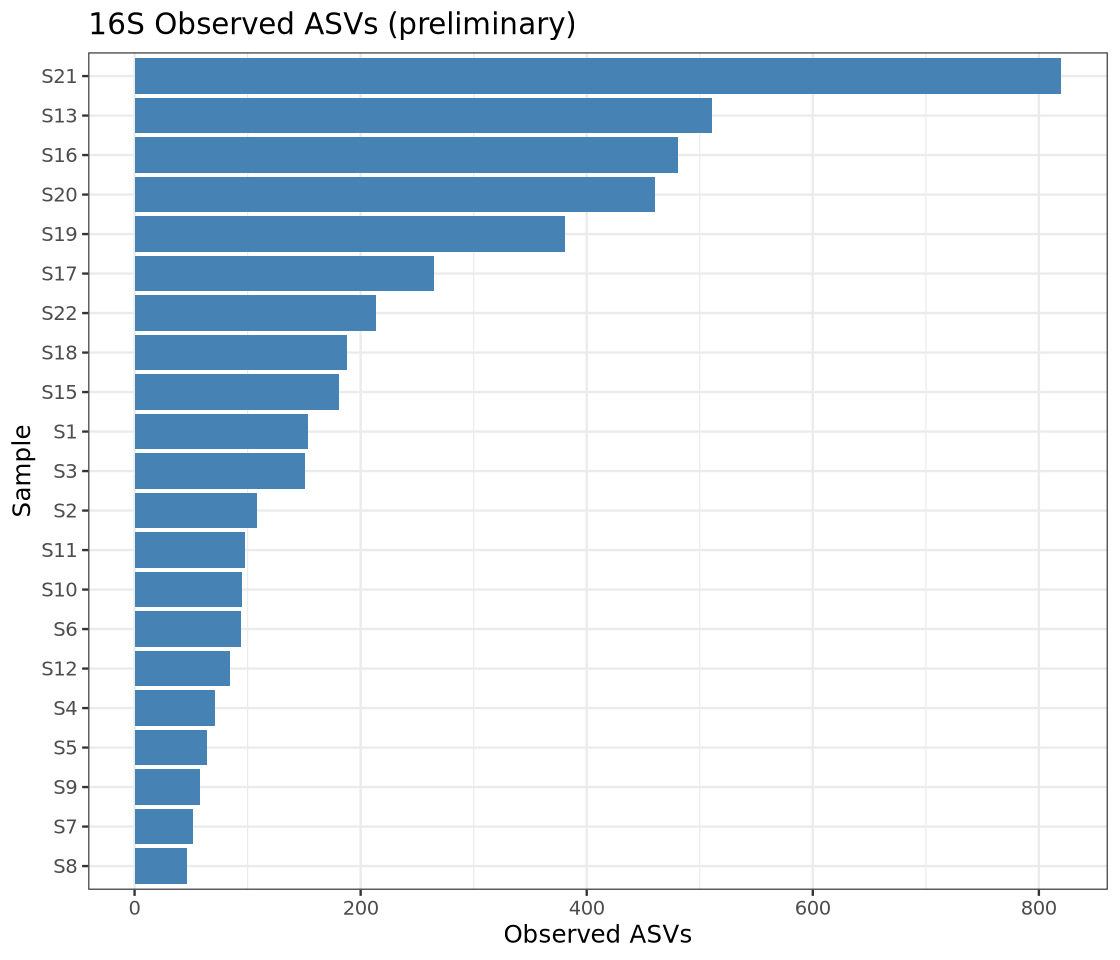 16S Observed ASVs (preliminary)
S21
S13
S16
S20
S19
S17
S22
S18
S15
S1
S3
S2
S11
S10
S6
S12
S4
S5
S9
S7
S8
Sample
0 200 400 600 800
Observed ASVs